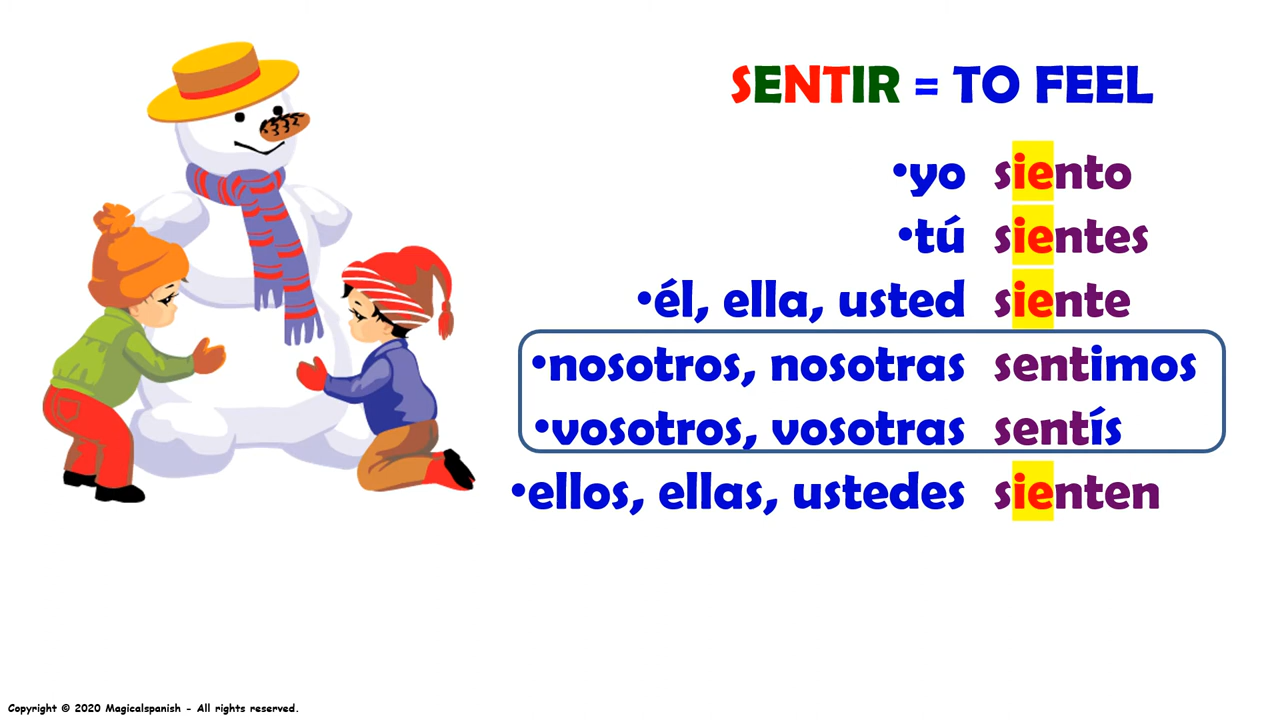 SENTIR = TO FEEL
•yo siento
•tú sientes
•él, ella, usted siente
•nosotros, nosotras sentimos
•vosotros, vosotras sentís
•ellos, ellas, ustedes sienten
Copyright © 2020 Magicalspanish - All rights reserved.